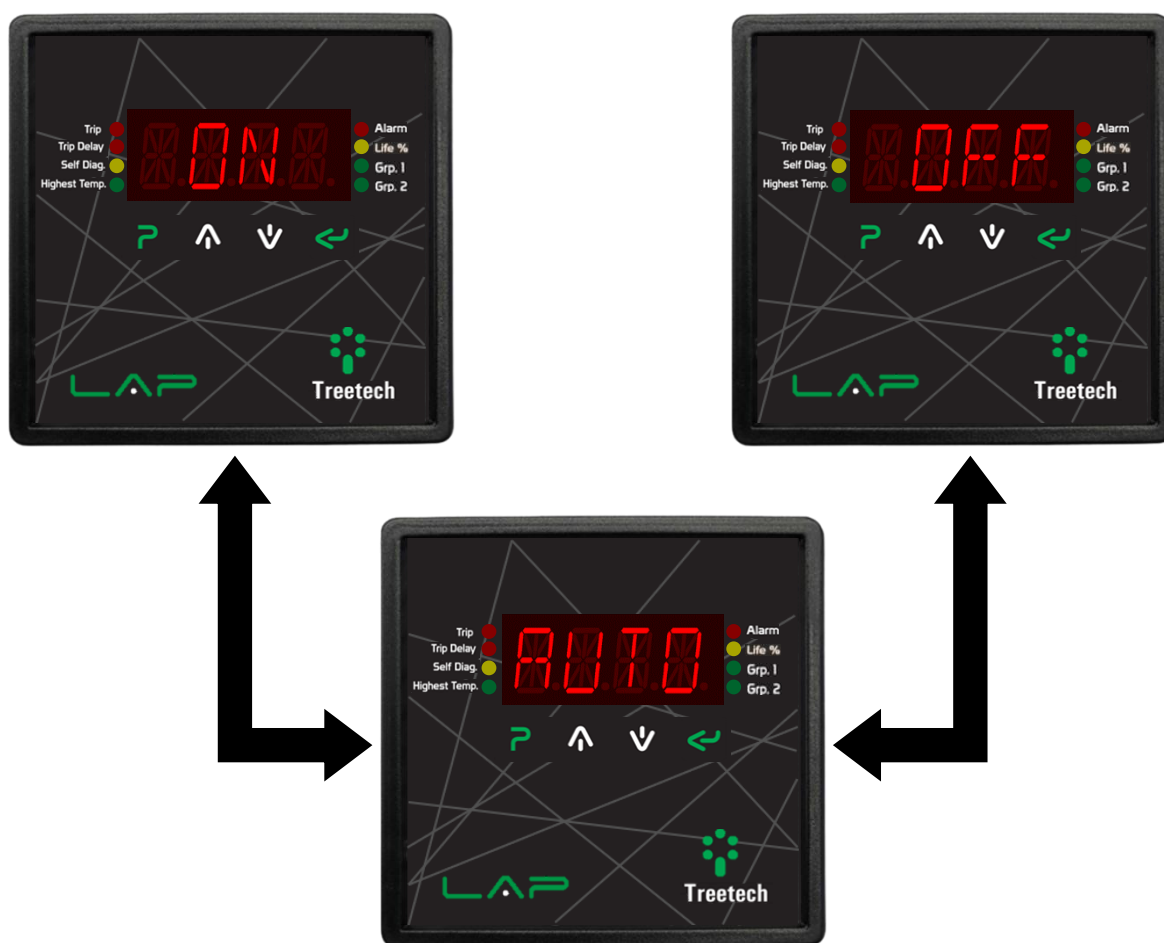 ON
Trip
Trip Delay
Self Diag.
Highest Temp.
Alarm
Life %
Grp. 1
Grp. 2
LAP
Treetech
OFF
Trip
Trip Delay
Self Diag.
Highest Temp.
Alarm
Life %
Grp. 1
Grp. 2
LAP
Treetech
AUTO
Trip
Trip Delay
Self Diag.
Highest Temp.
Alarm
Life %
Grp. 1
Grp. 2
LAP
Treetech